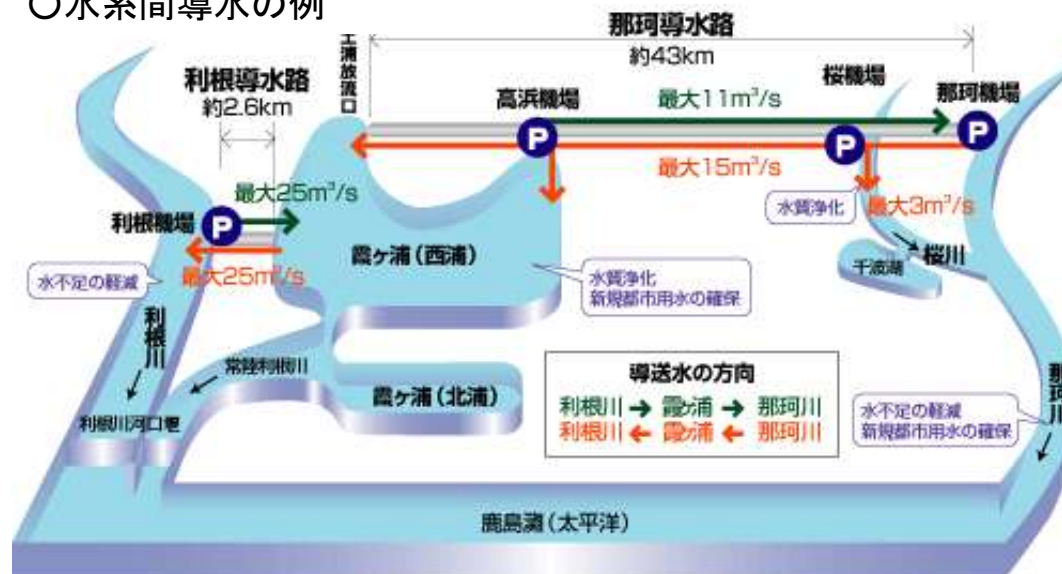 〇水系間導水の例
那珂導水路
約43km
利根導水路
約2.6km
土浦放流口
高浜機場
最大11m³/s
桜機場
那珂機場
最大15m³/s
最大25m³/s
利根機場
最大25m³/s
水質浄化
最大3m³/s
霞ヶ浦(西浦)
桜川
千波湖
水不足の軽減
水質浄化
新規都市用水の確保
利根川
常陸利根川
利根川河口堰
霞ヶ浦(北浦)
導送水の方向
利根川 → 霞ヶ浦 → 那珂川
利根川 ← 霞ヶ浦 ← 那珂川
那珂川
水不足の軽減
新規都市用水の確保
鹿島灘(太平洋)
P
P
P
P